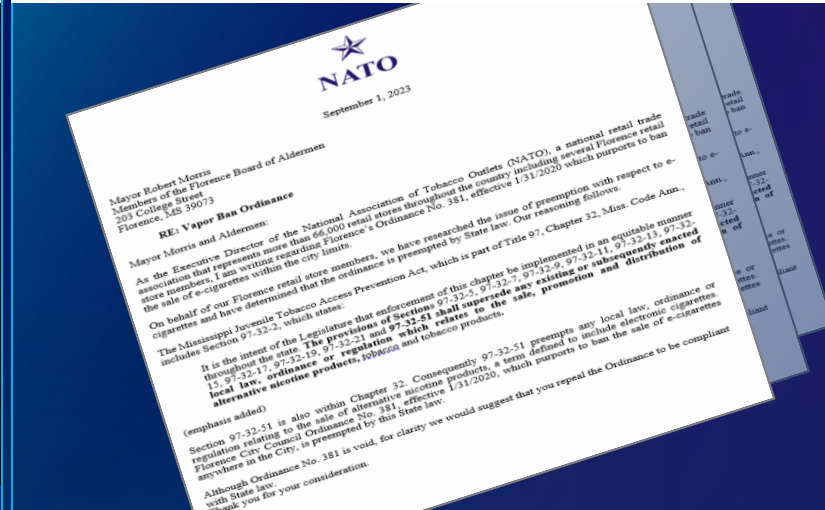 NATO
September 1, 2023
Mayor Robert Morris
Members of the Florence Board of Aldermen
203 College Street
Florence, MS 39073
RE: Vapor Ban Ordinance
Mayor Morris and Aldermen:
As the Executive Director of the National Association of Tobacco Outlets (NATO), a national retail trade
association that represents more than 66,000 retail stores throughout the country including several Florence retail
store members, I am writing regarding Florence's Ordinance No. 381, effective 1/31/2020 which purports to ban
the sale of e-cigarettes within the city limits.
On behalf of our Florence retail store members, we have researched the issue of preemption with respect to e-
cigarettes and have determined that the ordinance is preempted by State law. Our reasoning follows.
The Mississippi Juvenile Tobacco Access Prevention Act, which is part of Title 97, Chapter 32, Miss. Code Ann.,
includes Section 97-32-2, which states:
It is the intent of the Legislature that enforcement of this chapter be implemented in an equitable manner
throughout the state. The provisions of Sections 97-32-5, 97-32-7, 97-32-9, 97-32-11, 97-32-13, 97-32-
15, 97-32-17, 97-32-19, 97-32-21 and 97-32-51 shall supersede any existing or subsequently enacted
local law, ordinance or regulation which relates to the sale, promotion and distribution of
alternative nicotine products, tobacco and tobacco products.
(emphasis added)
Section 97-32-51 is also within Chapter 32. Consequently 97-32-51 preempts any local law, ordinance or
regulation relating to the sale of alternative nicotine products, a term defined to include electronic cigarettes.
Florence City Council Ordinance No. 381, effective 1/31/2020, which purports to ban the sale of e-cigarettes
anywhere in the City, is preempted by this State law.
Although Ordinance No. 381 is void, for clarity we would suggest that you repeal the Ordinance to be compliant
with State law.
Thank you for your consideration.